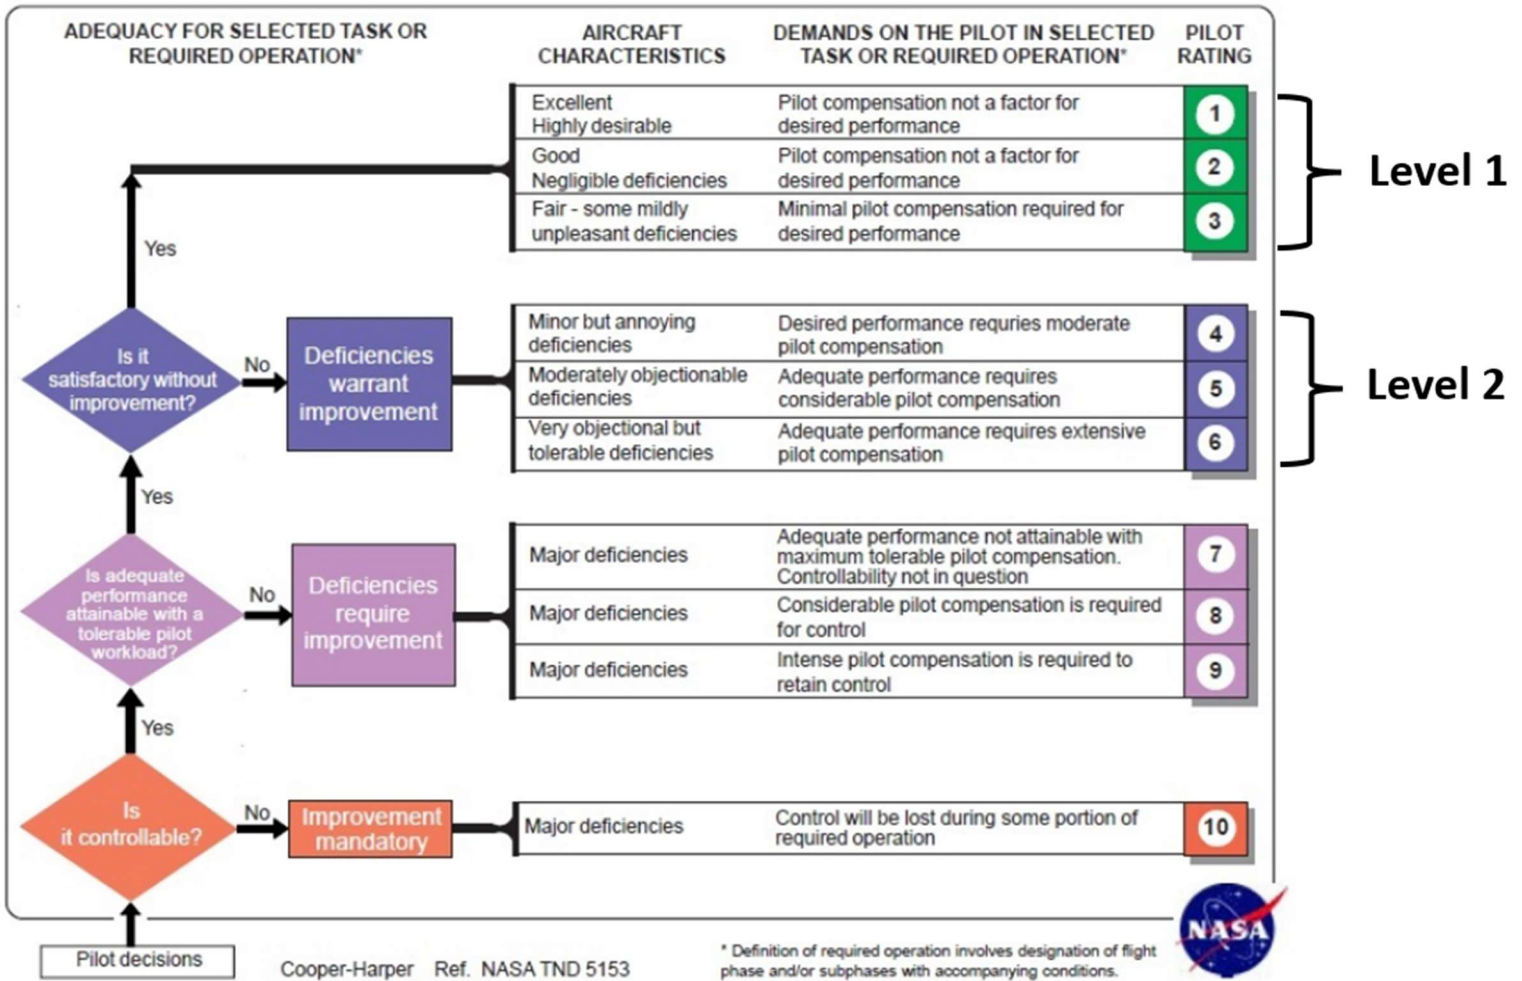 ADEQUACY FOR SELECTED TASK OR
REQUIRED OPERATION*
AIRCRAFT
CHARACTERISTICS
DEMANDS ON THE PILOT IN SELECTED
TASK OR REQUIRED OPERATION*
PILOT
RATING
Excellent
Highly desirable
Pilot compensation not a factor for
desired performance
1
Good
Negligible deficiencies
Pilot compensation not a factor for
desired performance
2
Fair - some mildly
unpleasant deficiencies
Minimal pilot compensation required for
desired performance
3
Level 1
Yes
Is it
satisfactory without
improvement?
No
Deficiencies
warrant
improvement
Minor but annoying
deficiencies
Desired performance requries moderate
pilot compensation
4
Moderately objectionable
deficiencies
Adequate performance requires
considerable pilot compensation
5
Very objectional but
tolerable deficiencies
Adequate performance requires extensive
pilot compensation
6
Level 2
Yes
Is adequate
performance
attainable with a
tolerable pilot
workload?
No
Deficiencies
require
improvement
Major deficiencies
Adequate performance not attainable with
maximum tolerable pilot compensation.
Controllability not in question
7
Major deficiencies
Considerable pilot compensation is required
for control
8
Major deficiencies
Intense pilot compensation is required to
retain control
9
Yes
Is
it controllable?
No
Improvement
mandatory
Major deficiencies
Control will be lost during some portion of
required operation
10
Pilot decisions
Cooper-Harper Ref. NASA TND 5153
* Definition of required operation involves designation of flight
phase and/or subphases with accompanying conditions.
NASA